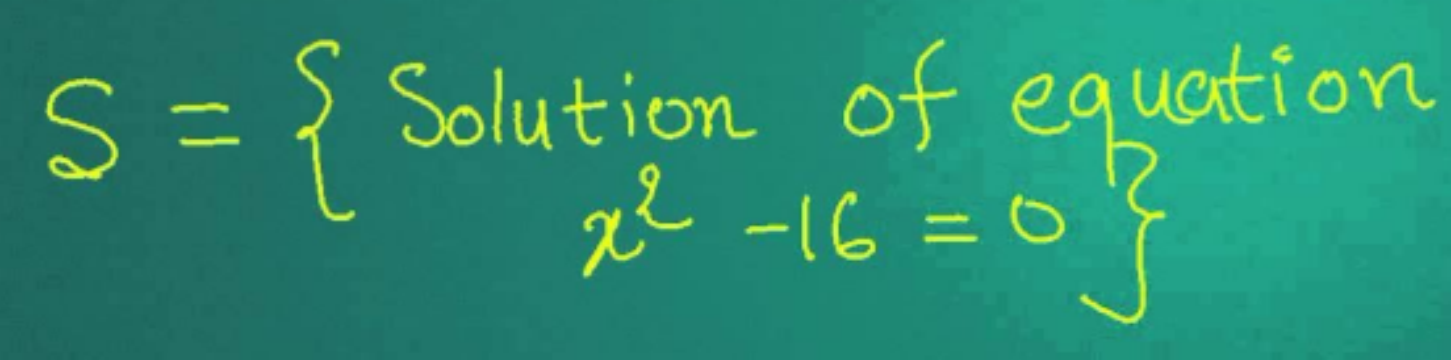 S = { Solution of equation
x² - 16 = 0 }